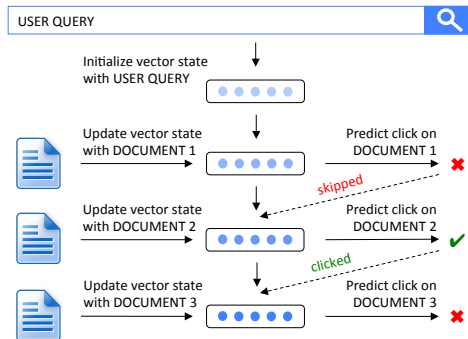 USER QUERY
Initialize vector state
with USER QUERY
Update vector state
with DOCUMENT 1
Predict click on
DOCUMENT 1
skipped
Update vector state
with DOCUMENT 2
Predict click on
DOCUMENT 2
clicked
Update vector state
with DOCUMENT 3
Predict click on
DOCUMENT 3